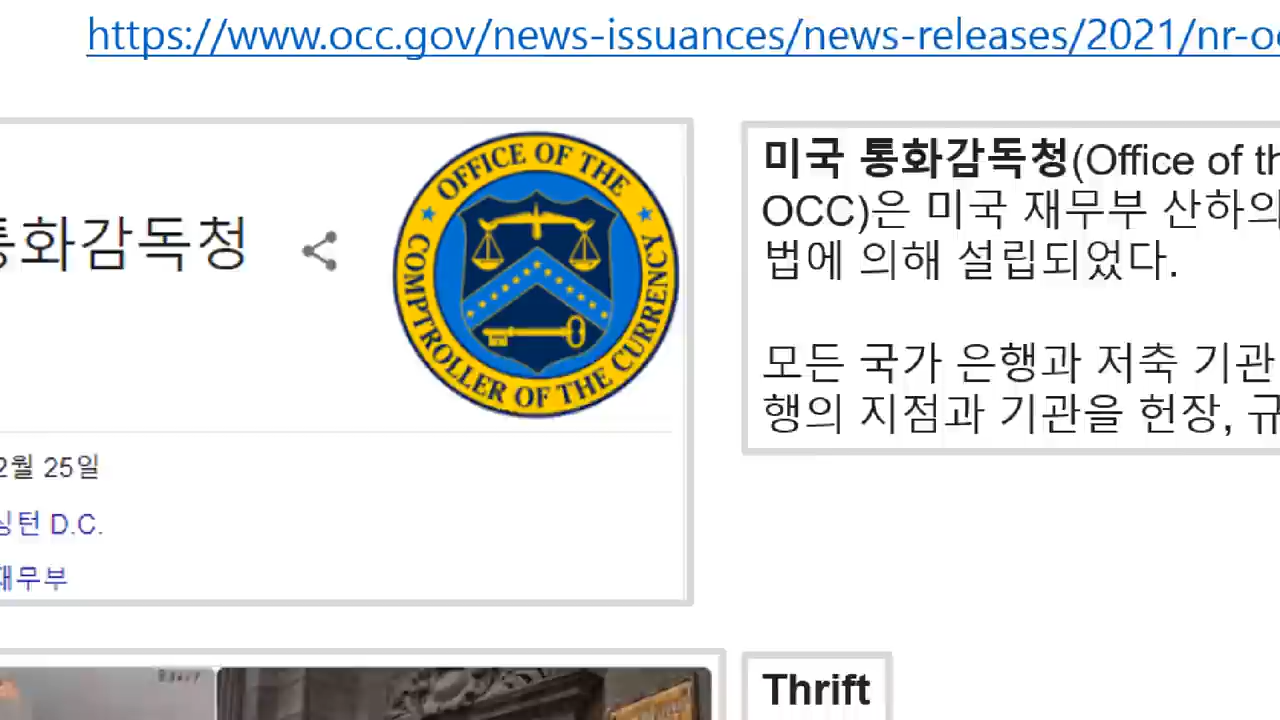 https://www.occ.gov/news-issuances/news-releases/2021/nr-oc
통화감독청
OFFICE OF THE
COMPTROLLER OF THE CURRENCY
2월 25일
싱턴 D.C.
재무부
미국 통화감독청(Office of th
OCC)은 미국 재무부 산하의
법에 의해 설립되었다.
모든 국가 은행과 저축 기관
행의 지점과 기관을 헌장, 규
Thrift